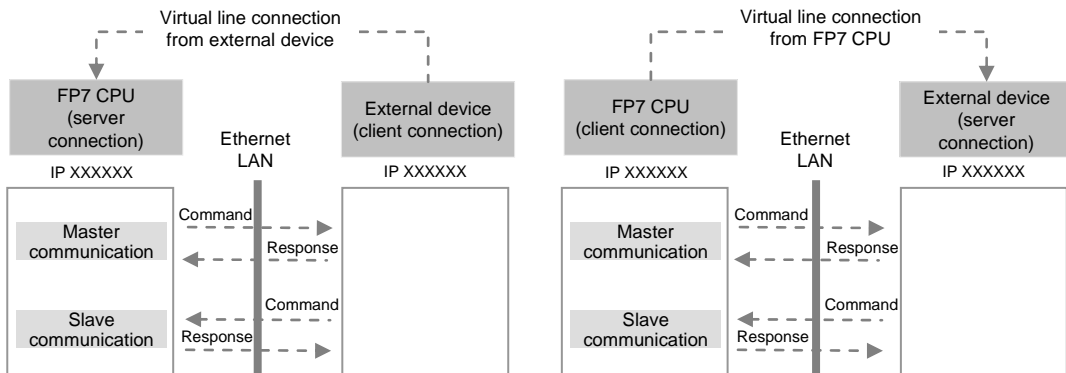 Virtual line connection
from external device
FP7 CPU
(server
connection)
External device
(client connection)
Ethernet
LAN
IP XXXXXX
IP XXXXXX
Master
communication
Command
Response
Slave
communication
Command
Response
Virtual line connection
from FP7 CPU
FP7 CPU
(client connection)
External device
(server
connection)
Ethernet
LAN
IP XXXXXX
IP XXXXXX
Master
communication
Command
Response
Slave
communication
Command
Response